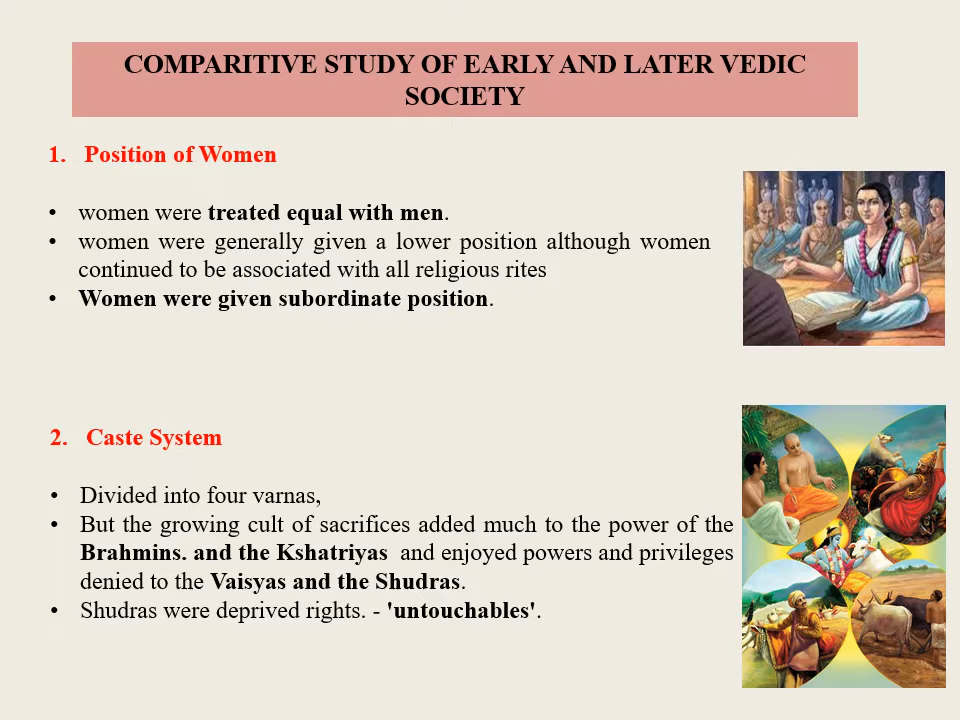 COMPARITIVE STUDY OF EARLY AND LATER VEDIC
SOCIETY
1. Position of Women
• women were treated equal with men.
• women were generally given a lower position although women
continued to be associated with all religious rites
• Women were given subordinate position.
2. Caste System
• Divided into four varnas,
• But the growing cult of sacrifices added much to the power of the
Brahmins. and the Kshatriyas and enjoyed powers and privileges
denied to the Vaisyas and the Shudras.
• Shudras were deprived rights. - 'untouchables'.